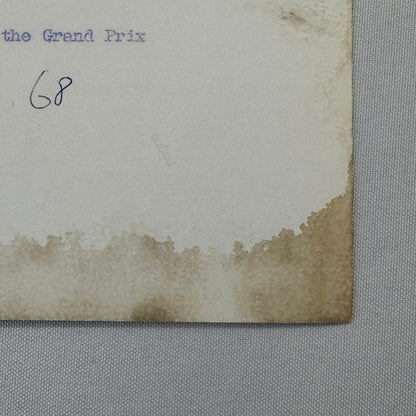 the Grand Prix
68